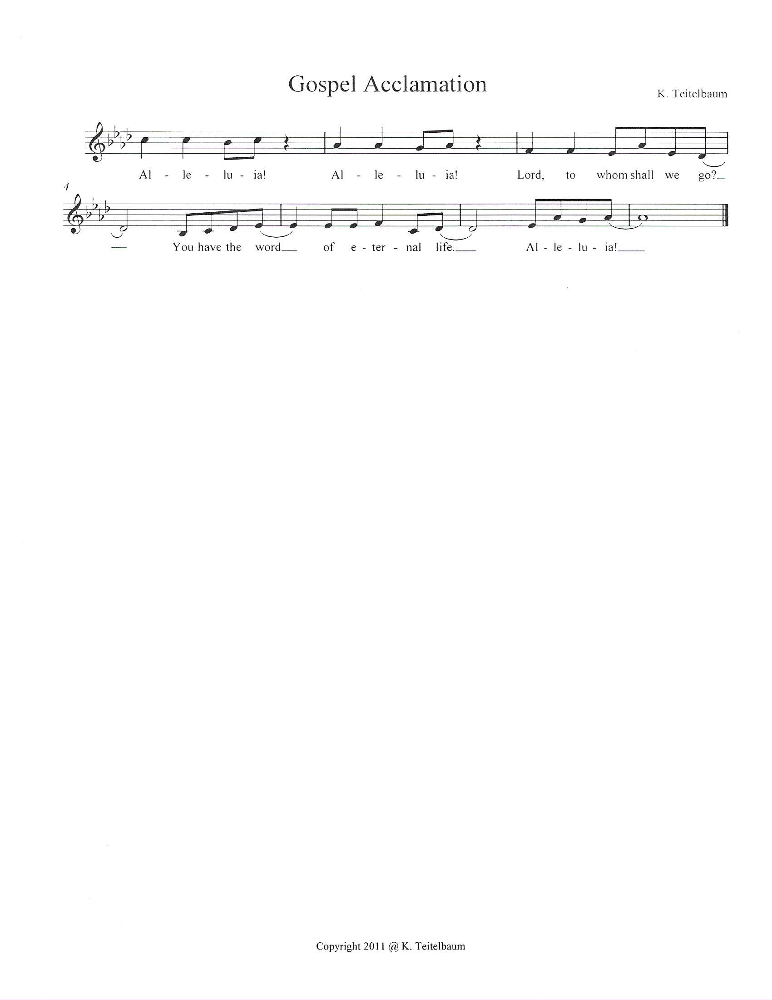 Gospel Acclamation
K. Teitelbaum
Al - le - lu - ia! Al - le - lu - ia! Lord, to whom shall we go?_
4
_ You have the word_ of e - ter - nal life._ Al - le - lu - ia!_
Copyright 2011 @ K. Teitelbaum